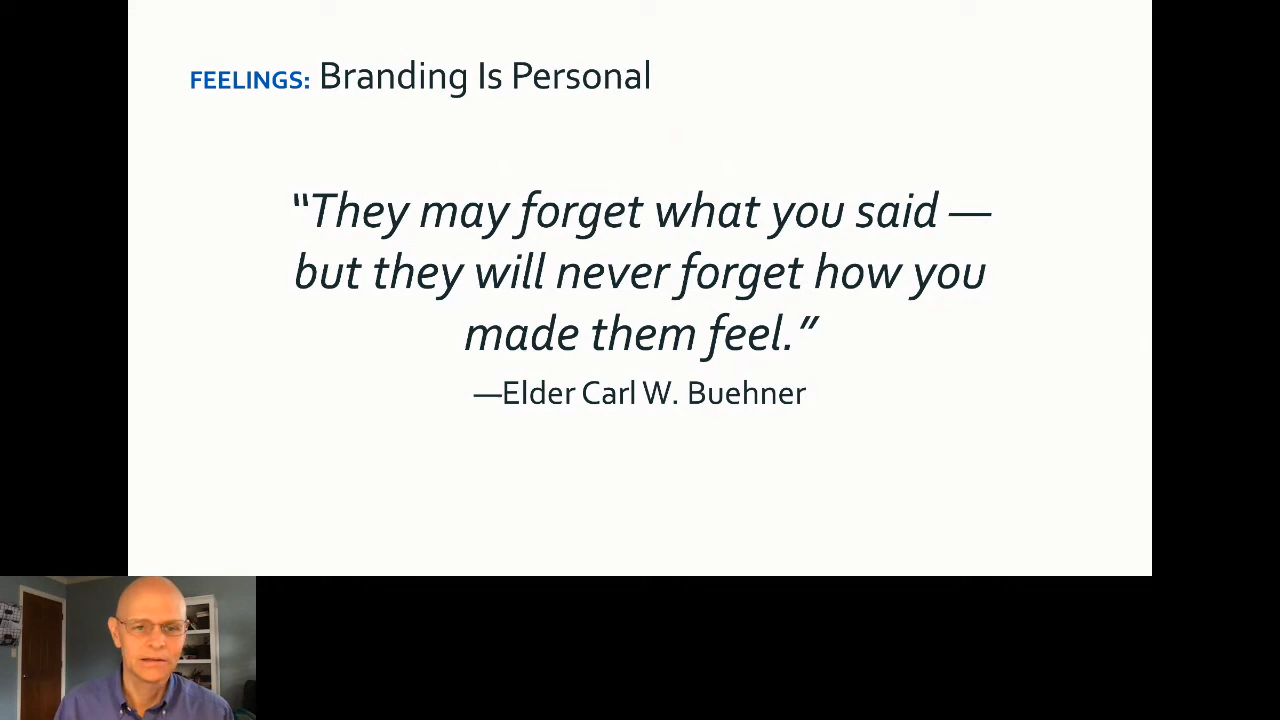 FEELINGS: Branding Is Personal
“They may forget what you said —
but they will never forget how you
made them feel.”
—Elder Carl W. Buehner